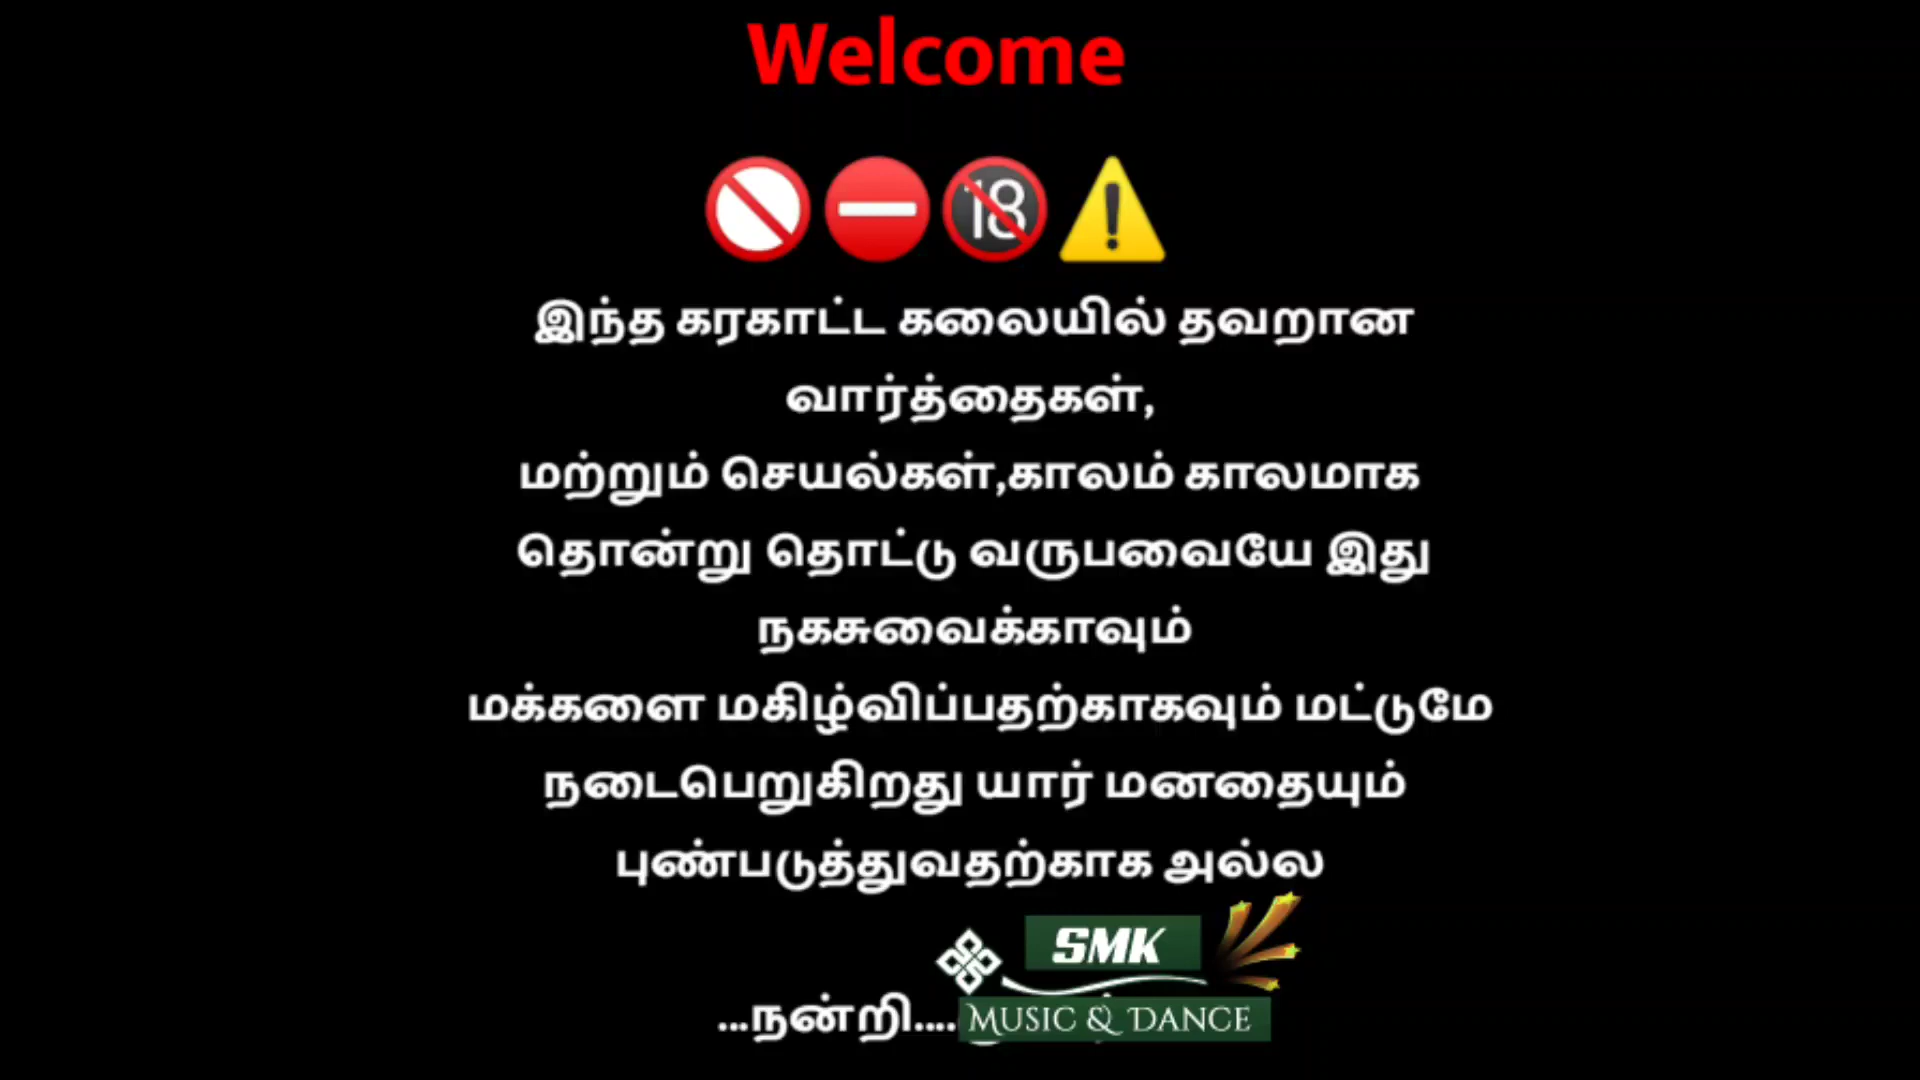 Welcome
🚫⛔🔞⚠️
இந்த கரகாட்ட கலையில் தவறான
வார்த்தைகள்,
மற்றும் செயல்கள்,காலம் காலமாக
தொன்று தொட்டு வருபவையே இது
நகசுவைக்காவும்
மக்களை மகிழ்விப்பதற்காகவும் மட்டுமே
நடைபெறுகிறது யார் மனதையும்
புண்படுத்துவதற்காக அல்ல
SMK
...நன்றி....
MUSIC & DANCE